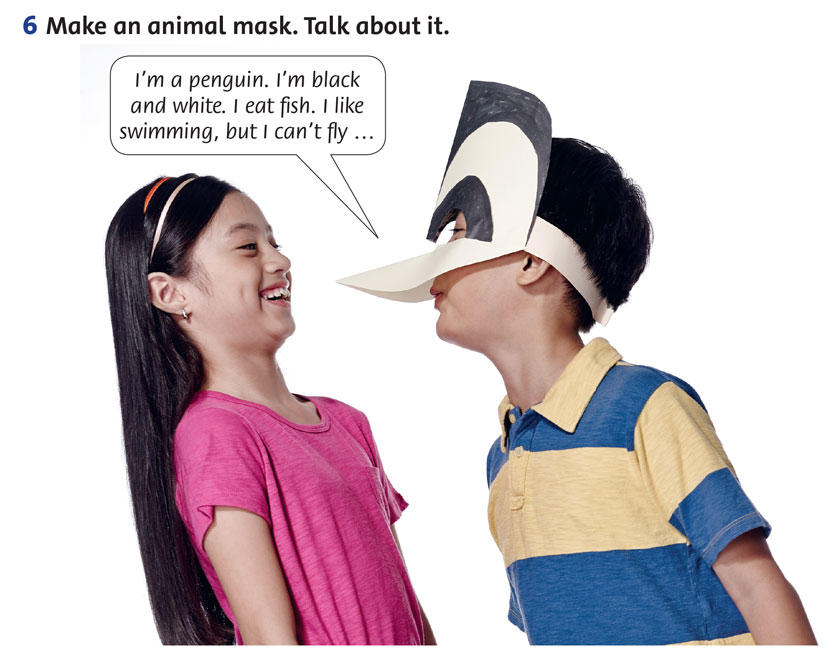 6 Make an animal mask. Talk about it.
I'm a penguin. I'm black
and white. I eat fish. I like
swimming, but I can't fly ...